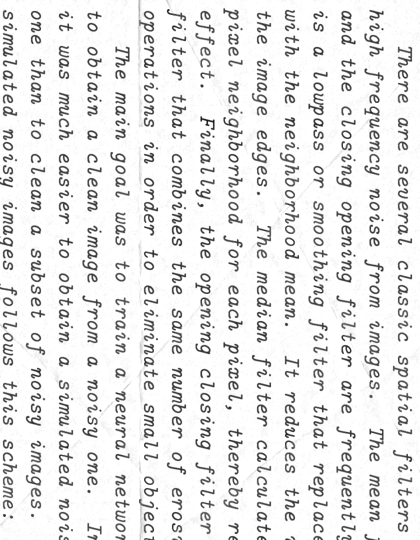 There are several classic spatial filters
high frequency noise from images. The mean
and the closing opening filter are frequently
is a lowpass or smoothing filter that replace
with the neighborhood mean. It reduces the
the image edges. The median filter calculate
pixel neighborhood for each pixel, thereby re
effect. Finally, the opening closing filter
filter that combines the same number of eros
operations in order to eliminate small object
The main goal was to train a neural networ
to obtain a clean image from a noisy one. In
it was much easier to obtain a simulated nois
one than to clean a subset of noisy images.
simulated noisy images follows this scheme: